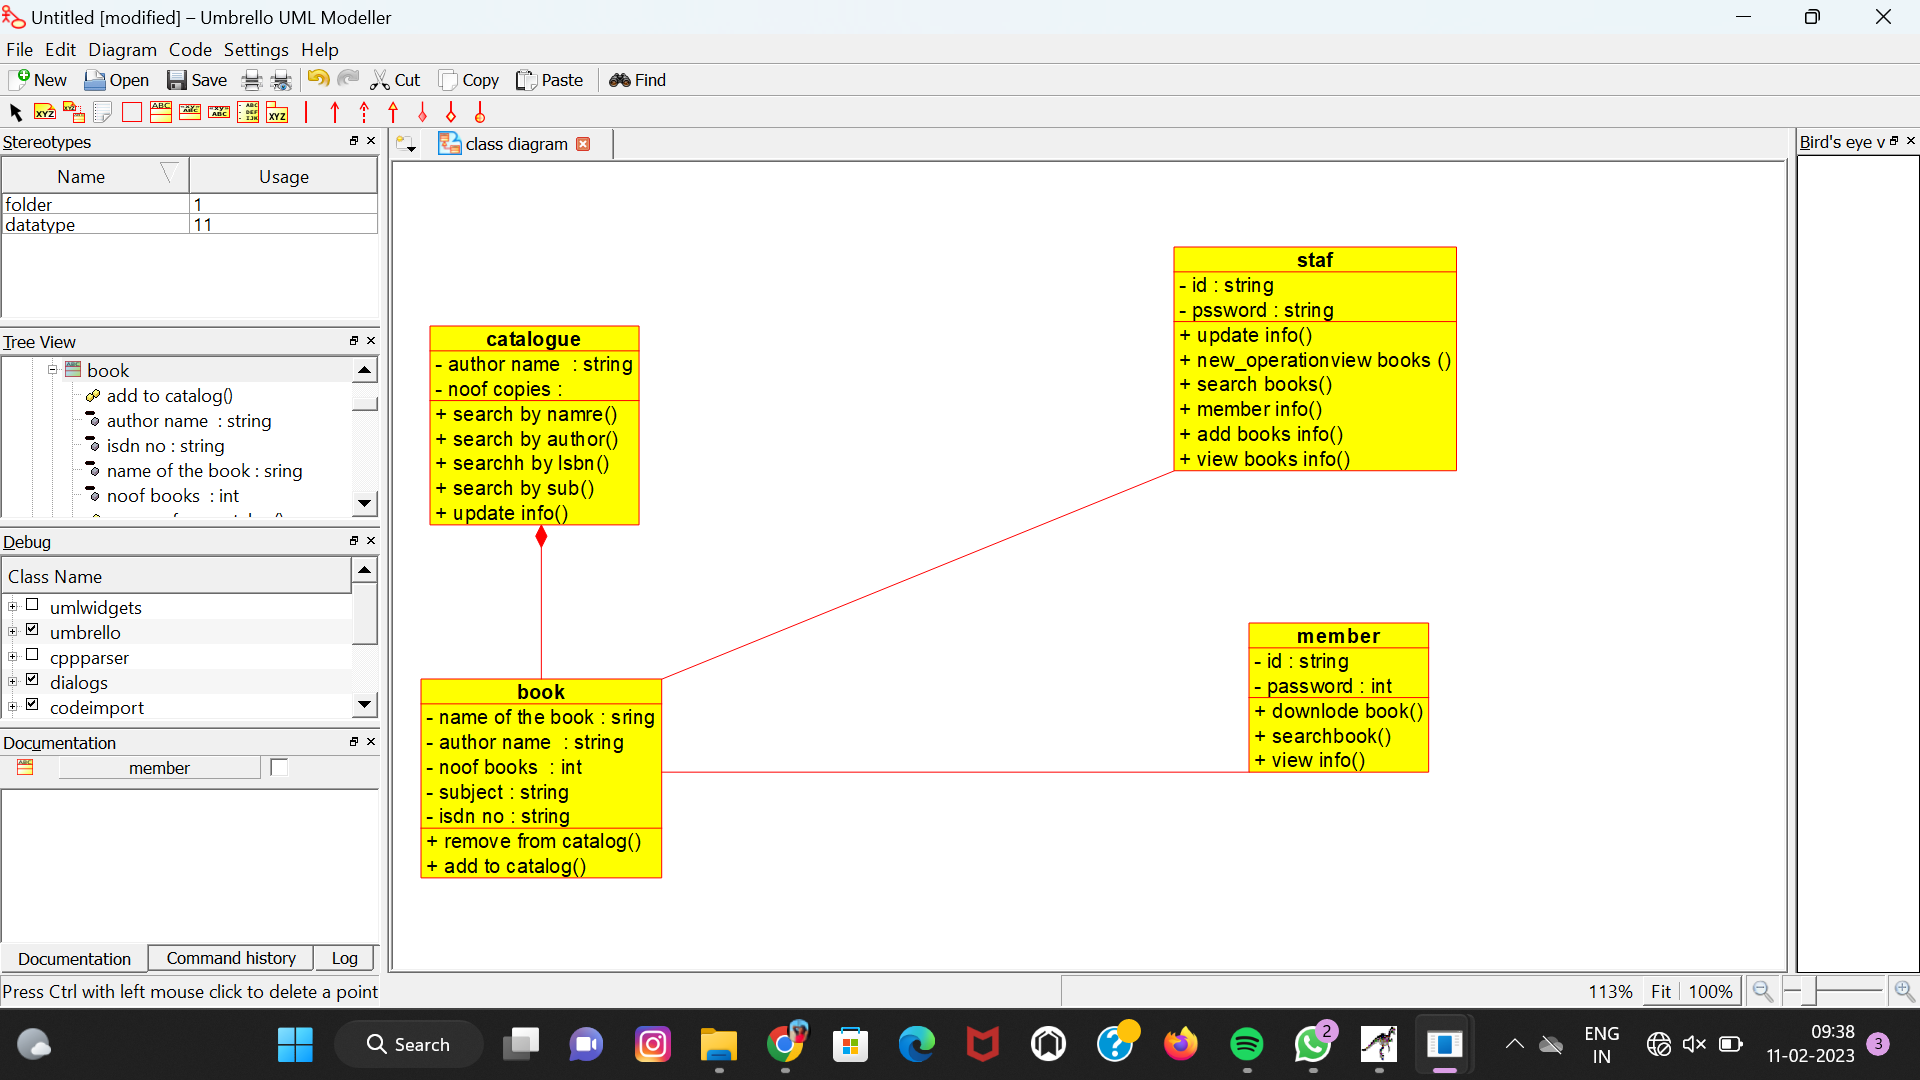 Untitled [modified] – Umbrello UML Modeller
File Edit Diagram Code Settings Help
New Open Save Cut Copy Paste Find
Stereotypes
Name Usage
folder 1
datatype 11
Tree View
book
add to catalog()
author name : string
isdn no : string
name of the book : sring
noof books : int
Debug
Class Name
umlwidgets
umbrello
cppparser
dialogs
codeimport
Documentation
member
Documentation Command history Log
Press Ctrl with left mouse click to delete a point
class diagram
Bird's eye v
catalogue
- author name : string
- noof copies :
+ search by namre()
+ search by author()
+ searchh by Isbn()
+ search by sub()
+ update info()
staf
- id : string
- pssword : string
+ update info()
+ new_operationview books ()
+ search books()
+ member info()
+ add books info()
+ view books info()
book
- name of the book : sring
- author name : string
- noof books : int
- subject : string
- isdn no : string
+ remove from catalog()
+ add to catalog()
member
- id : string
- password : int
+ downlode book()
+ searchbook()
+ view info()
113% Fit 100%
Search
2
ENG
IN
09:38
11-02-2023
3